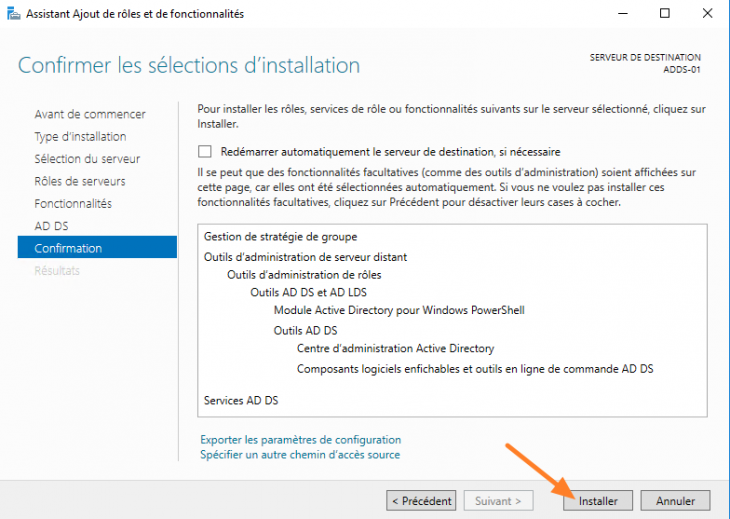 Assistant Ajout de rôles et de fonctionnalités
Confirmer les sélections d'installation
SERVEUR DE DESTINATION
ADDS-01
Avant de commencer
Type d'installation
Sélection du serveur
Rôles de serveurs
Fonctionnalités
AD DS
Confirmation
Résultats
Pour installer les rôles, services de rôle ou fonctionnalités suivants sur le serveur sélectionné, cliquez sur
Installer.
Redémarrer automatiquement le serveur de destination, si nécessaire
Il se peut que des fonctionnalités facultatives (comme des outils d'administration) soient affichées sur
cette page, car elles ont été sélectionnées automatiquement. Si vous ne voulez pas installer ces
fonctionnalités facultatives, cliquez sur Précédent pour désactiver leurs cases à cocher.
Gestion de stratégie de groupe
Outils d'administration de serveur distant
Outils d'administration de rôles
Outils AD DS et AD LDS
Module Active Directory pour Windows PowerShell
Outils AD DS
Centre d'administration Active Directory
Composants logiciels enfichables et outils en ligne de commande AD DS
Services AD DS
Exporter les paramètres de configuration
Spécifier un autre chemin d'accès source
< Précédent
Suivant >
Installer
Annuler